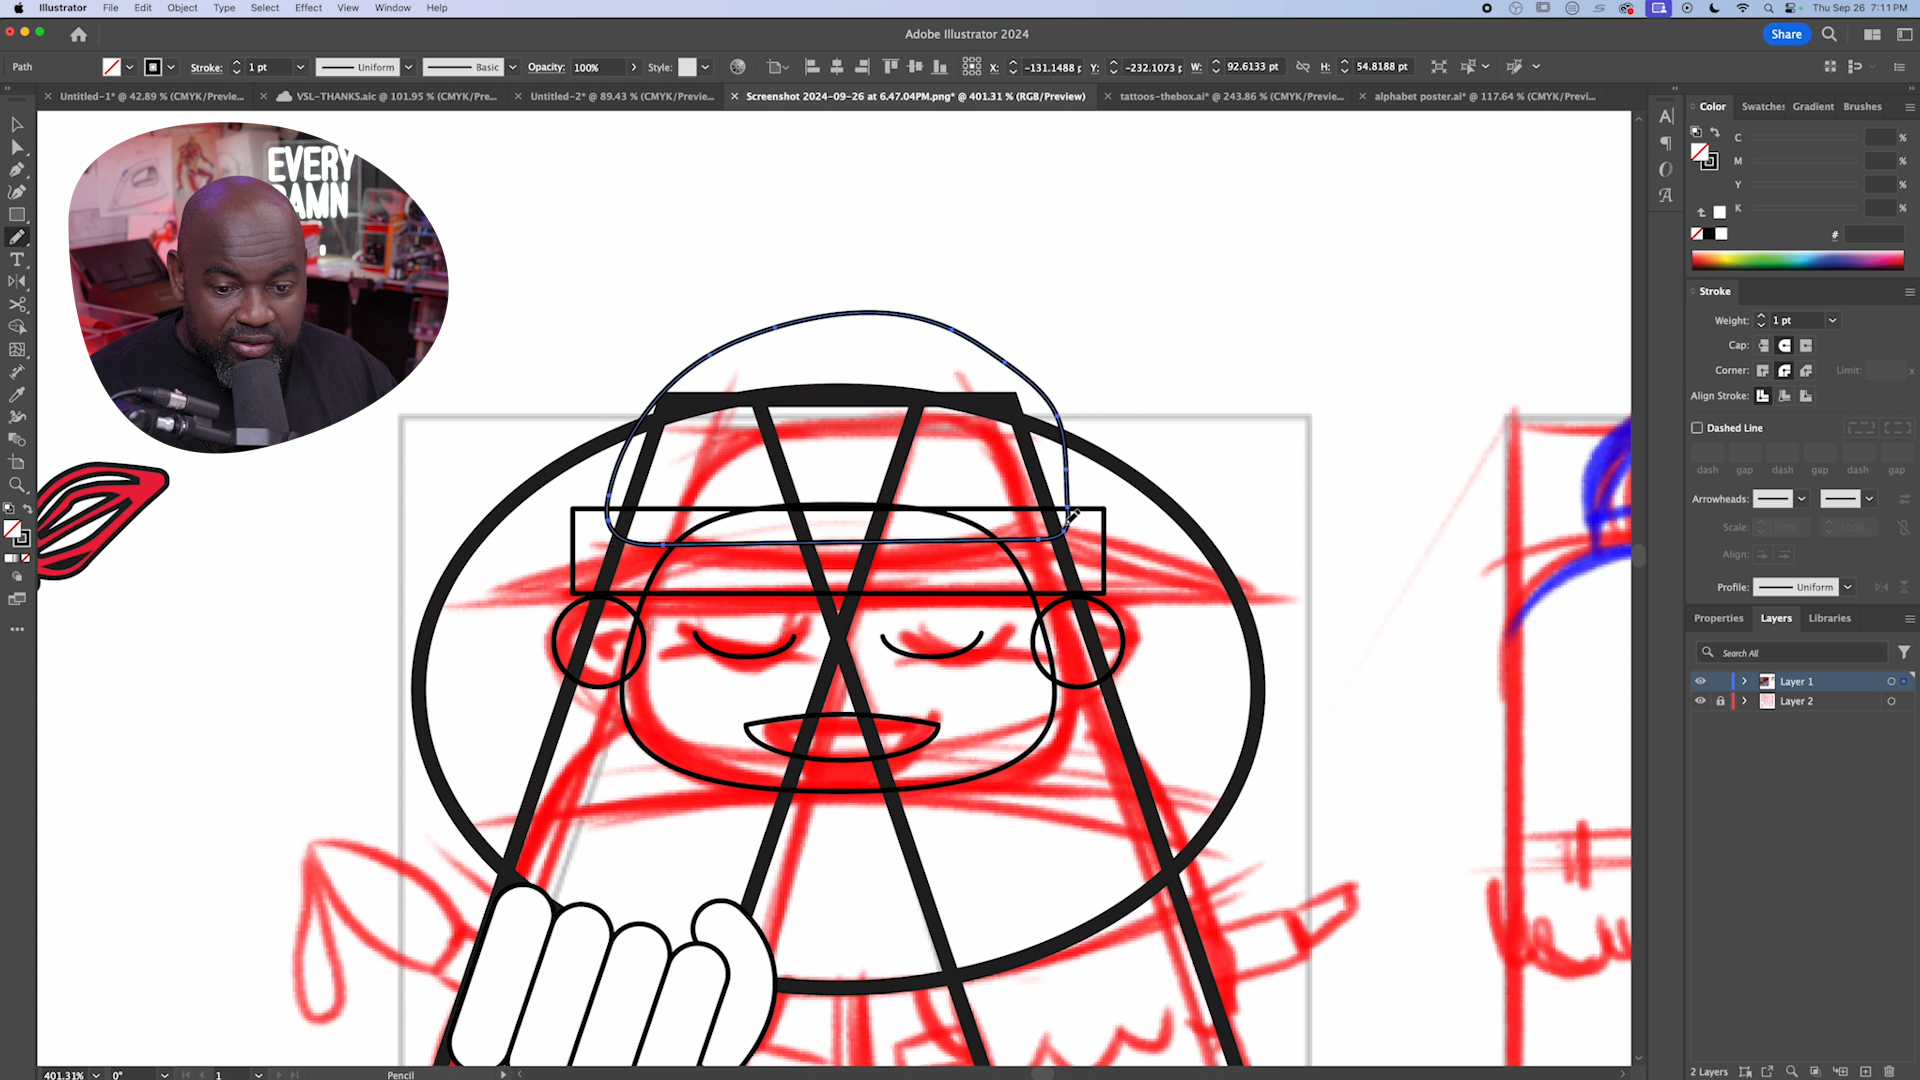 Illustrator File Edit Object Type Select Effect View Window Help
Thu Sep 26 7:11 PM
Adobe Illustrator 2024
Share
Path
Stroke: 1 pt
Uniform
Basic
Opacity: 100%
Style:
X: -131.1488 p
Y: -232.1073 p
W: 92.6133 pt
H: 54.8188 pt
Untitled-1* @ 42.89 % (CMYK/Previe...
VSL-THANKS.aic @ 101.95 % (CMYK/Pre...
Untitled-2* @ 89.43 % (CMYK/Preview...
Screenshot 2024-09-26 at 6.47.04PM.png* @ 401.31 % (RGB/Preview)
tattoos-thebox.ai* @ 243.86 % (CMYK/Preview...
alphabet poster.ai* @ 117.64 % (CMYK/Previ...
EVERY
DAMN
Color Swatches Gradient Brushes
C %
M %
Y %
K %
#
Stroke
Weight: 1 pt
Cap:
Corner: Limit: x
Align Stroke:
Dashed Line
dash gap dash gap dash gap
Arrowheads:
Scale: 100% 100%
Align:
Profile: Uniform
Properties Layers Libraries
Search All
Layer 1
Layer 2
2 Layers
401.31% 0° 1 Pencil